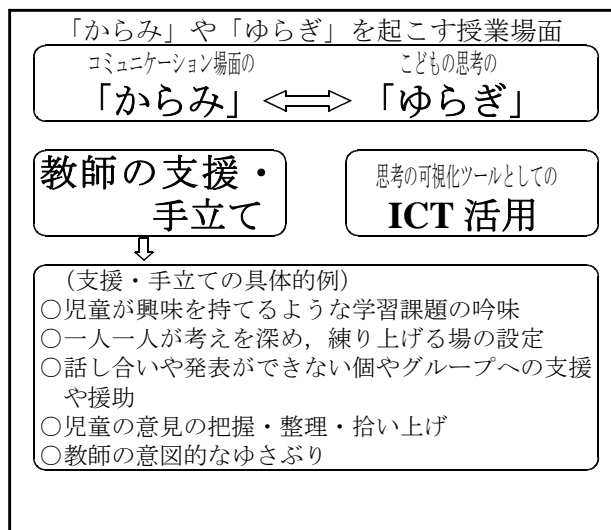 「からみ」や「ゆらぎ」を起こす授業場面
コミュニケーション場面の
「からみ」
こどもの思考の
「ゆらぎ」
教師の支援・
手立て
思考の可視化ツールとしての
ICT 活用
(支援・手立ての具体的例)
○児童が興味を持てるような学習課題の吟味
○一人一人が考えを深め，練り上げる場の設定
○話し合いや発表ができない個やグループへの支援
や援助
○児童の意見の把握・整理・拾い上げ
○教師の意図的なゆさぶり